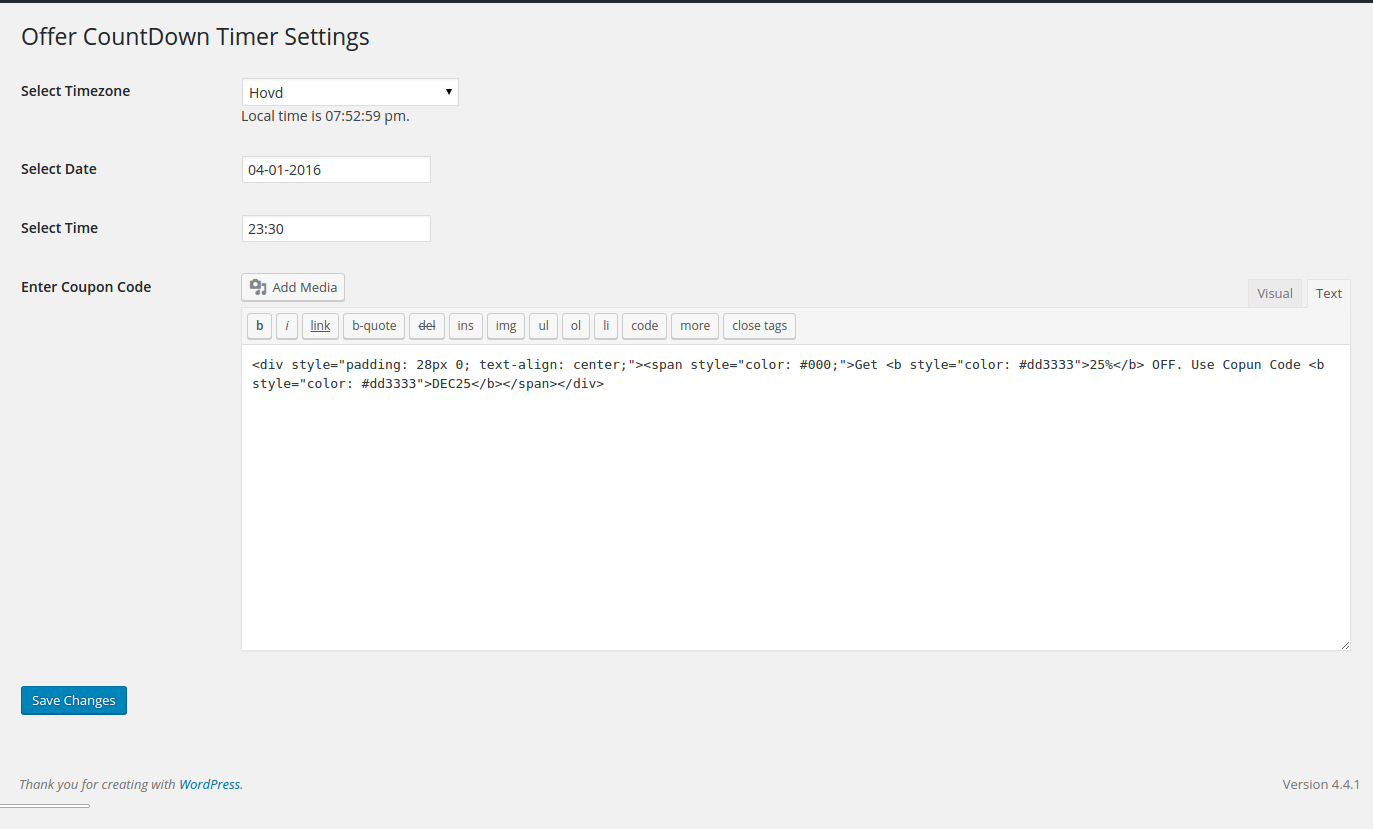 Offer CountDown Timer Settings
Select Timezone
Hovd
Local time is 07:52:59 pm.
Select Date
04-01-2016
Select Time
23:30
Enter Coupon Code
Add Media
Visual Text
b i link b-quote del ins img ul ol li code more close tags
<div style="padding: 28px 0; text-align: center;"><span style="color: #000;">Get <b style="color: #dd3333">25%</b> OFF. Use Copun Code <b
style="color: #dd3333">DEC25</b></span></div>
Save Changes
Thank you for creating with WordPress.
Version 4.4.1